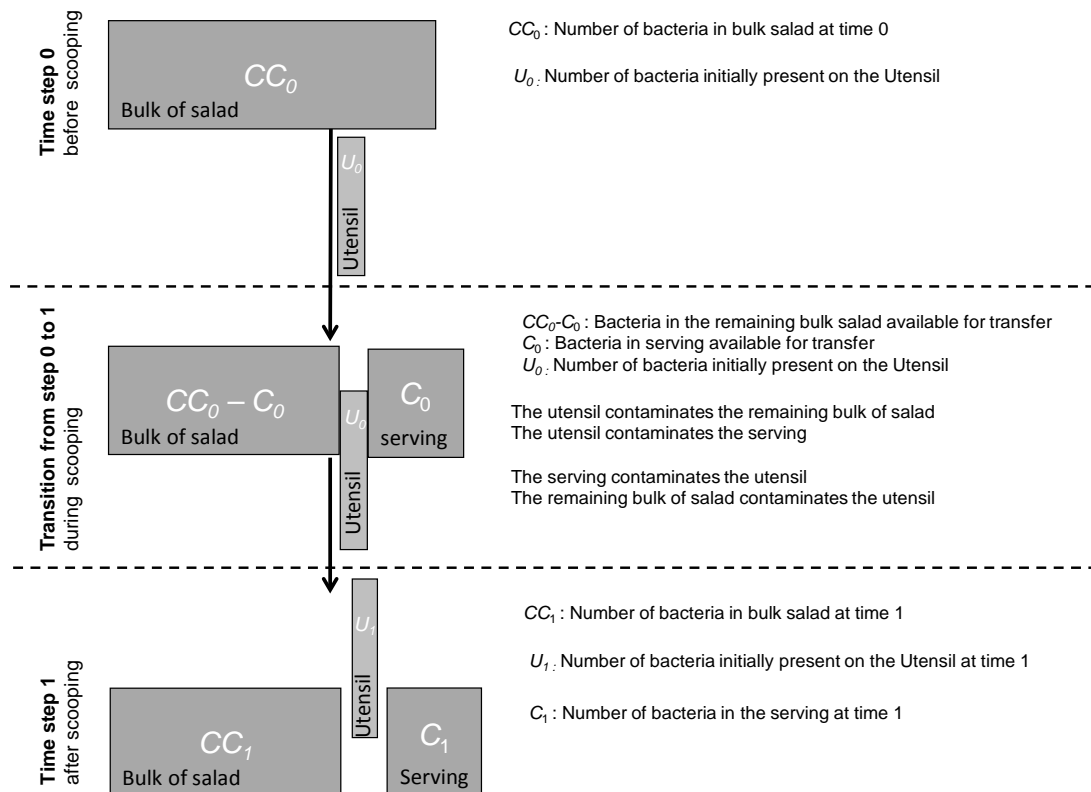 Time step 0
before scooping
CC0
Bulk of salad
U0
Utensil
CC0 : Number of bacteria in bulk salad at time 0
U0 : Number of bacteria initially present on the Utensil
Transition from step 0 to 1
during scooping
CC0 – C0
Bulk of salad
U0
Utensil
C0
serving
CC0-C0 : Bacteria in the remaining bulk salad available for transfer
C0 : Bacteria in serving available for transfer
U0 : Number of bacteria initially present on the Utensil
The utensil contaminates the remaining bulk of salad
The utensil contaminates the serving
The serving contaminates the utensil
The remaining bulk of salad contaminates the utensil
Time step 1
after scooping
CC1
Bulk of salad
U1
Utensil
C1
Serving
CC1 : Number of bacteria in bulk salad at time 1
U1 : Number of bacteria initially present on the Utensil at time 1
C1 : Number of bacteria in the serving at time 1